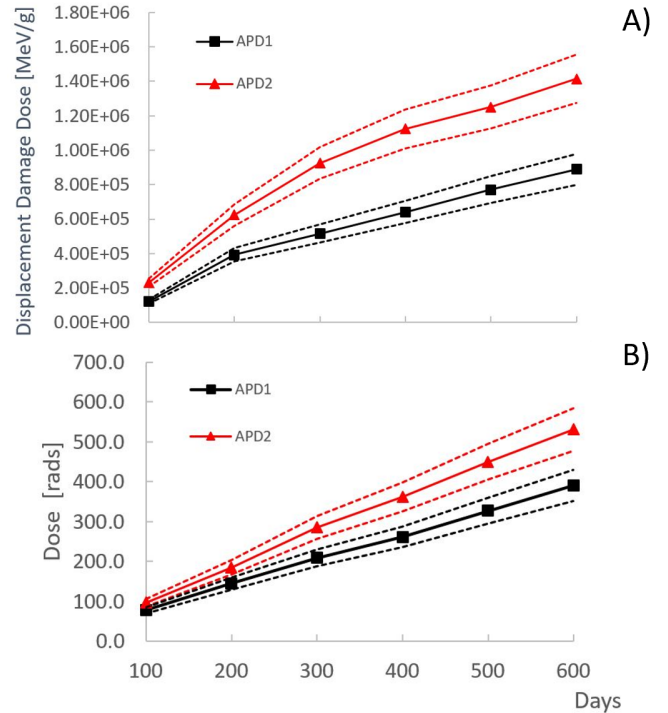 A)
Displacement Damage Dose [MeV/g]
1.80E+06
1.60E+06
1.40E+06
1.20E+06
1.00E+06
8.00E+05
6.00E+05
4.00E+05
2.00E+05
0.00E+00
APD1
APD2
B)
Dose [rads]
700.0
600.0
500.0
400.0
300.0
200.0
100.0
0.0
APD1
APD2
100 200 300 400 500 600
Days